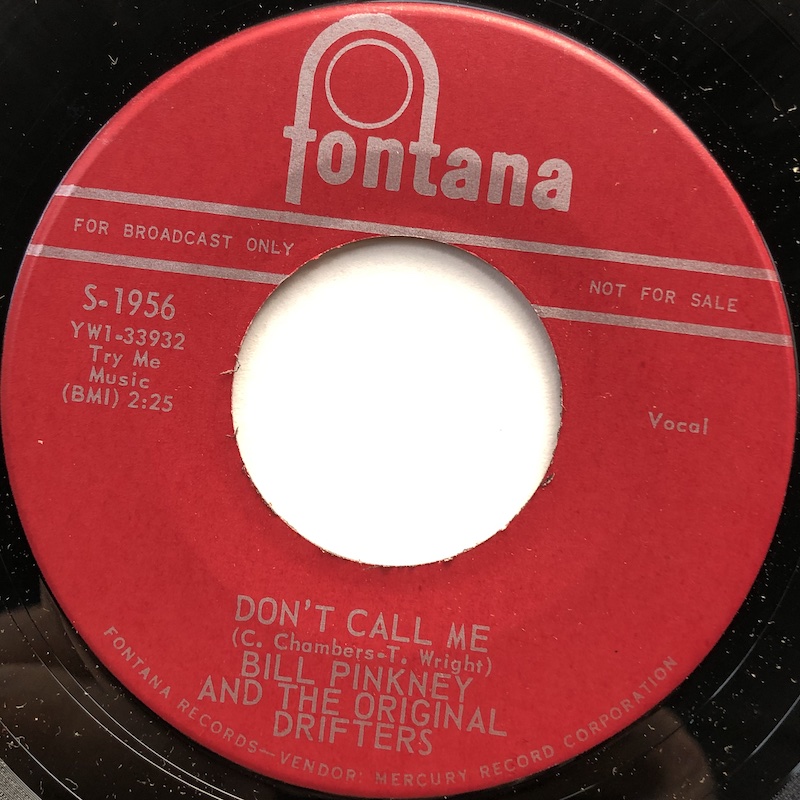 fontana
FOR BROADCAST ONLY
NOT FOR SALE
S-1956
YW1-33932
Try Me
Music
(BMI) 2:25
Vocal
DON'T CALL ME
(C. Chambers-T. Wright)
BILL PINKNEY
AND THE ORIGINAL
DRIFTERS
FONTANA RECORDS—VENDOR: MERCURY RECORD CORPORATION